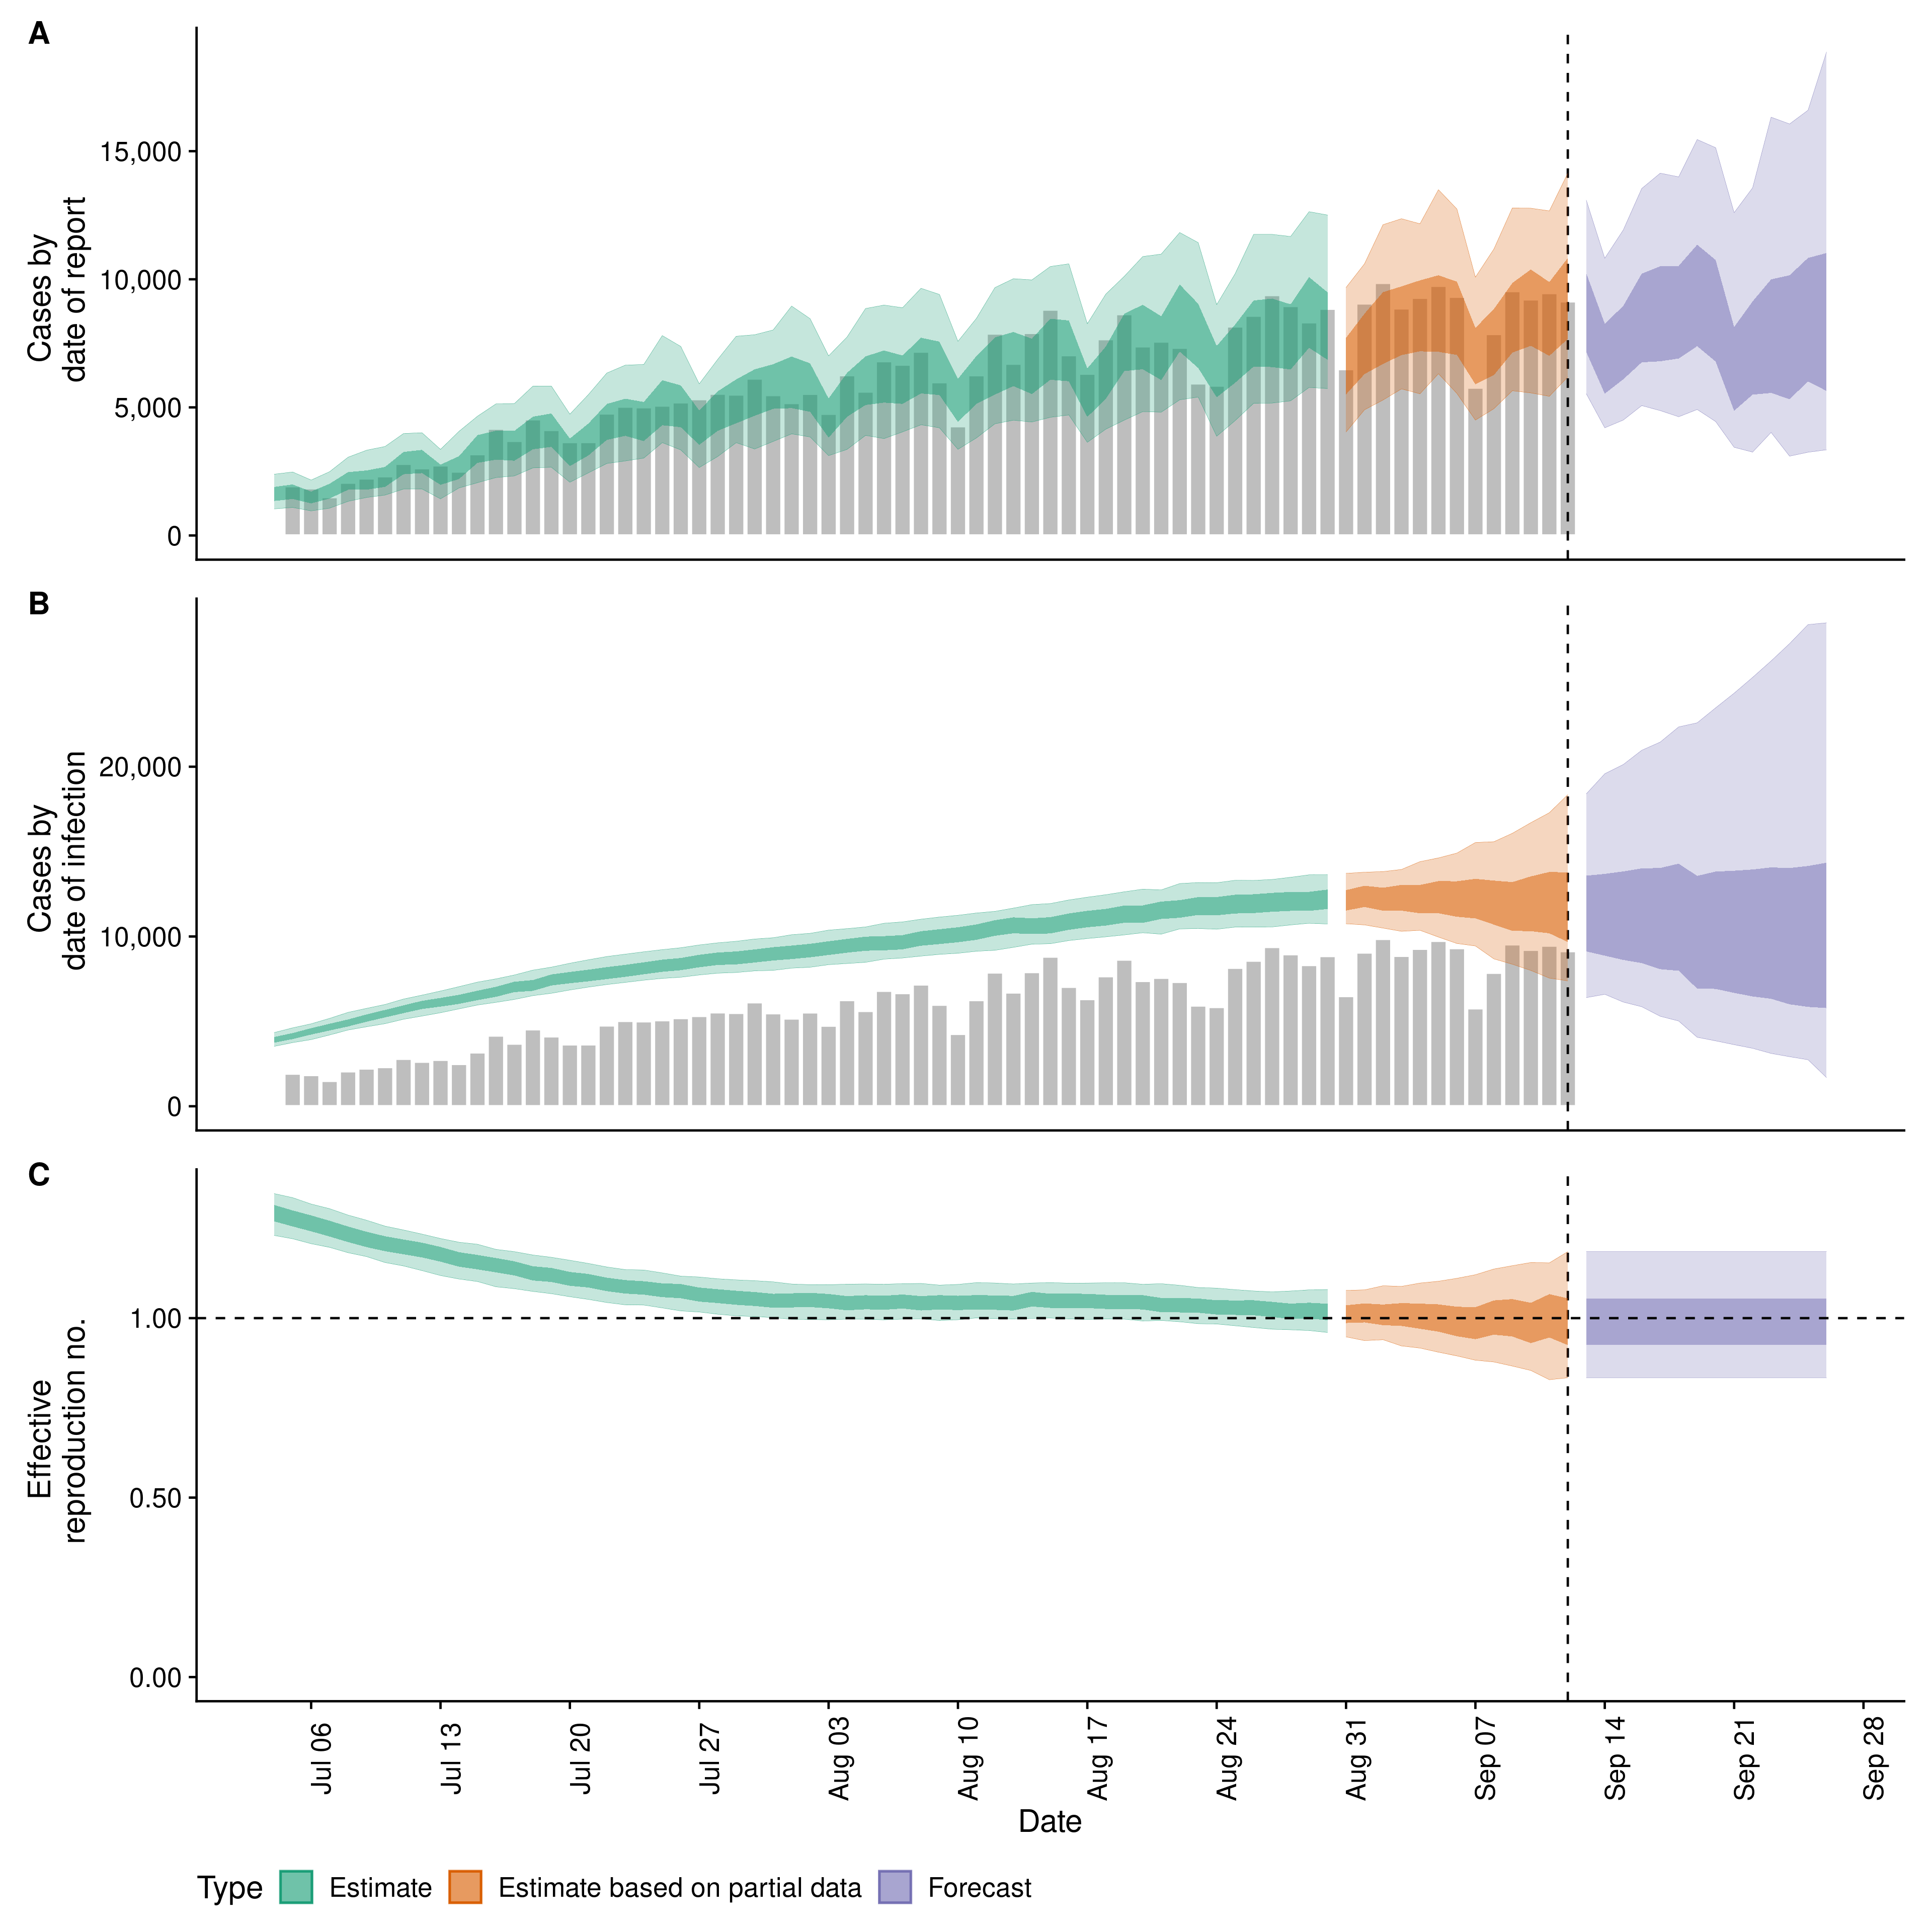 A
Cases by
date of report
15,000
10,000
5,000
0
B
Cases by
date of infection
20,000
10,000
0
C
Effective
reproduction no.
1.00
0.50
0.00
Jul 06
Jul 13
Jul 20
Jul 27
Aug 03
Aug 10
Aug 17
Aug 24
Aug 31
Sep 07
Sep 14
Sep 21
Sep 28
Date
Type Estimate Estimate based on partial data Forecast